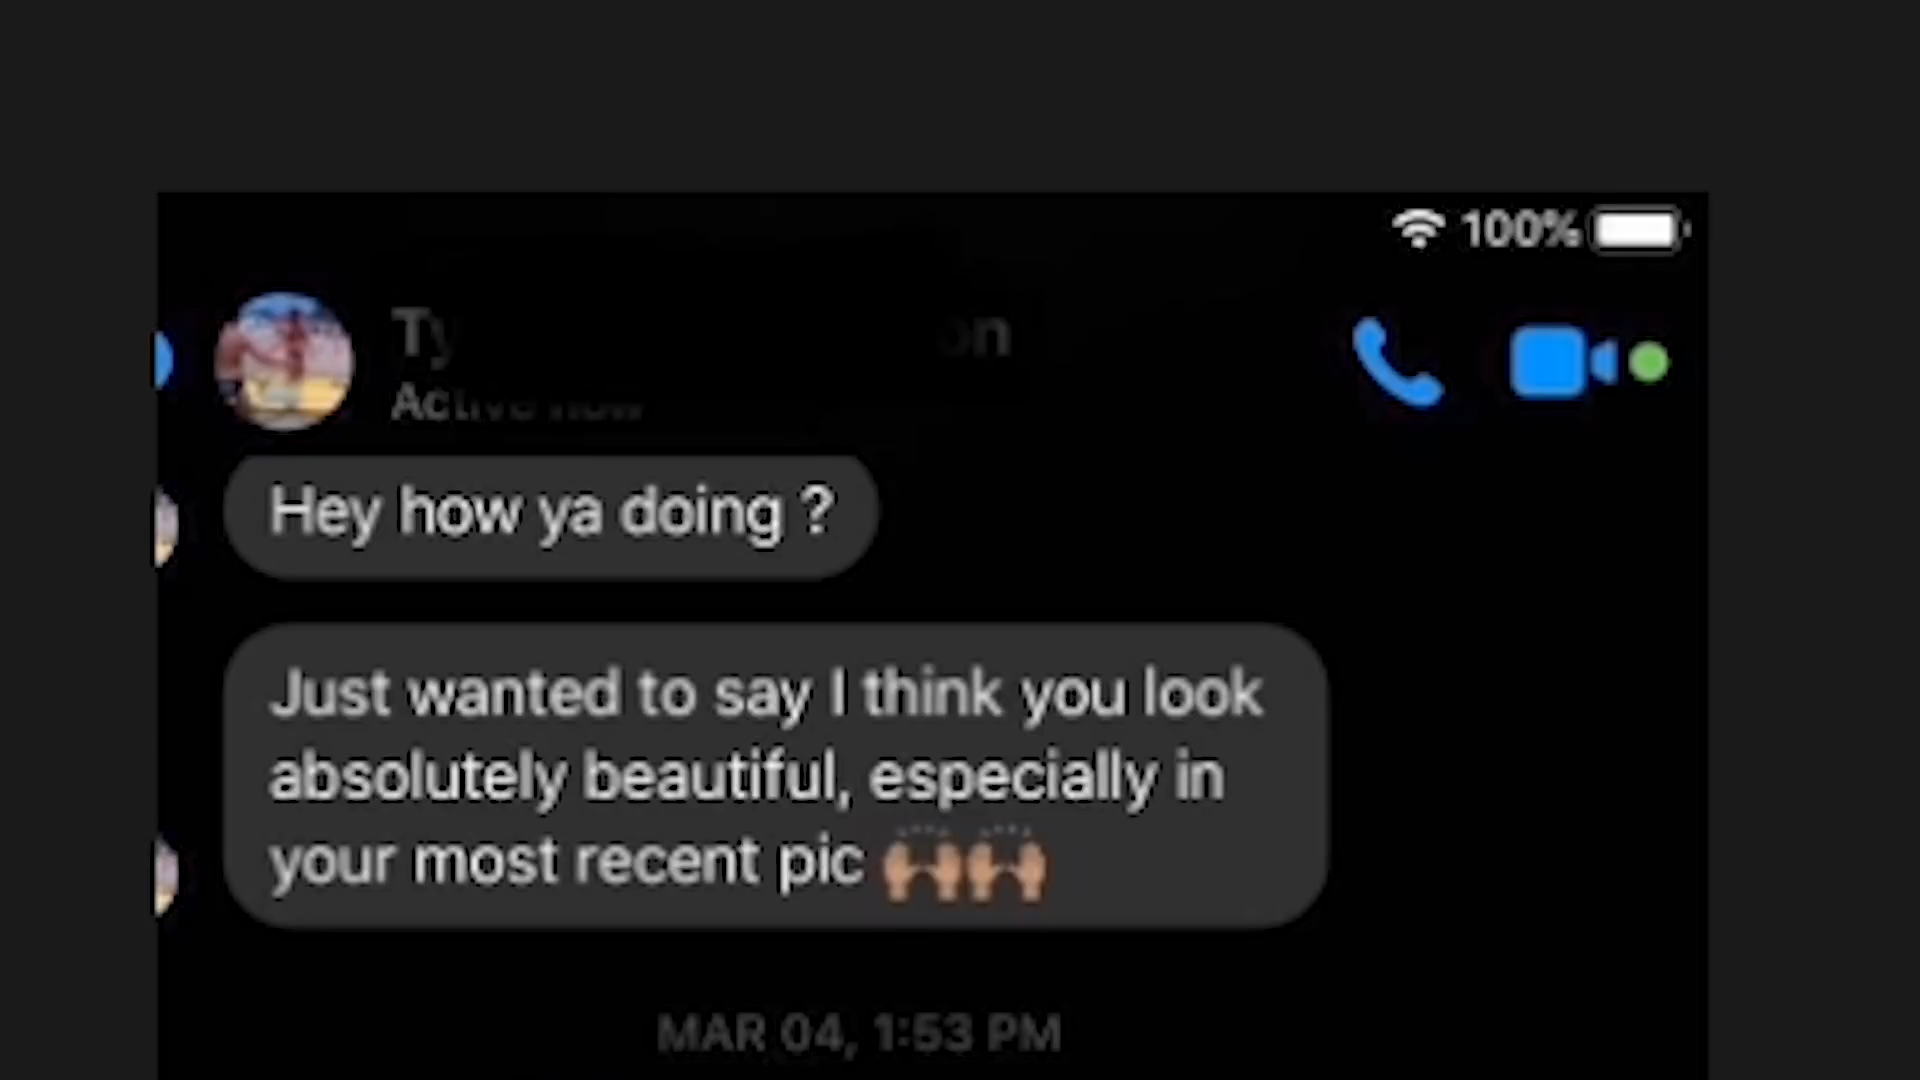 100%
Ty on
Active now
Hey how ya doing ?
Just wanted to say I think you look
absolutely beautiful, especially in
your most recent pic 🙌🏽🙌🏽
MAR 04, 1:53 PM